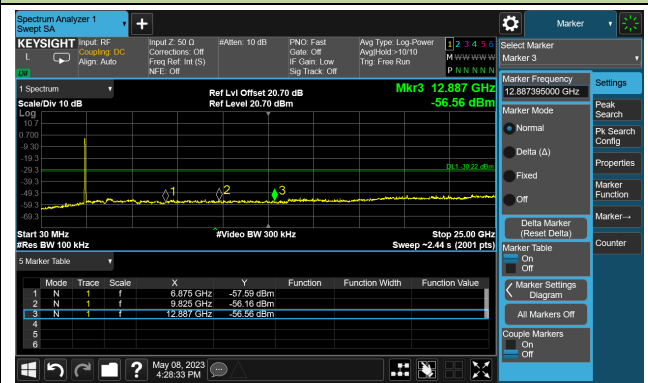 Spectrum Analyzer 1
Swept SA
Marker
KEYSIGHT
L
LXI
Input: RF
Coupling: DC
Align: Auto
Input Z: 50 Ω
Corrections: Off
Freq Ref: Int (S)
NFE: Off
#Atten: 10 dB
PNO: Fast
Gate: Off
IF Gain: Low
Sig Track: Off
Avg Type: Log-Power
Avg|Hold:>10/10
Trig: Free Run
1 2 3 4 5 6
M W W W W W
P N N N N N
Select Marker
Marker 3
1 Spectrum
Scale/Div 10 dB
Ref Lvl Offset 20.70 dB
Ref Level 20.70 dBm
Mkr3 12.887 GHz
-56.56 dBm
Log
10.7
0.700
-9.30
-19.3
-29.3
-39.3
-49.3
-59.3
-69.3
DL1 -30.22 dBm
1
2
3
Start 30 MHz
#Res BW 100 kHz
#Video BW 300 kHz
Stop 25.00 GHz
Sweep ~2.44 s (2001 pts)
5 Marker Table
Mode Trace Scale X Y Function Function Width Function Value
1 N 1 f 6.875 GHz -57.59 dBm
2 N 1 f 9.825 GHz -56.16 dBm
3 N 1 f 12.887 GHz -56.56 dBm
4
5
6
Marker Frequency
12.887395000 GHz
Marker Mode
Normal
Delta (Δ)
Fixed
Off
Delta Marker
(Reset Delta)
Marker Table
On
Off
Marker Settings
Diagram
All Markers Off
Couple Markers
On
Off
Settings
Peak
Search
Pk Search
Config
Properties
Marker
Function
Marker→
Counter
May 08, 2023
4:28:33 PM